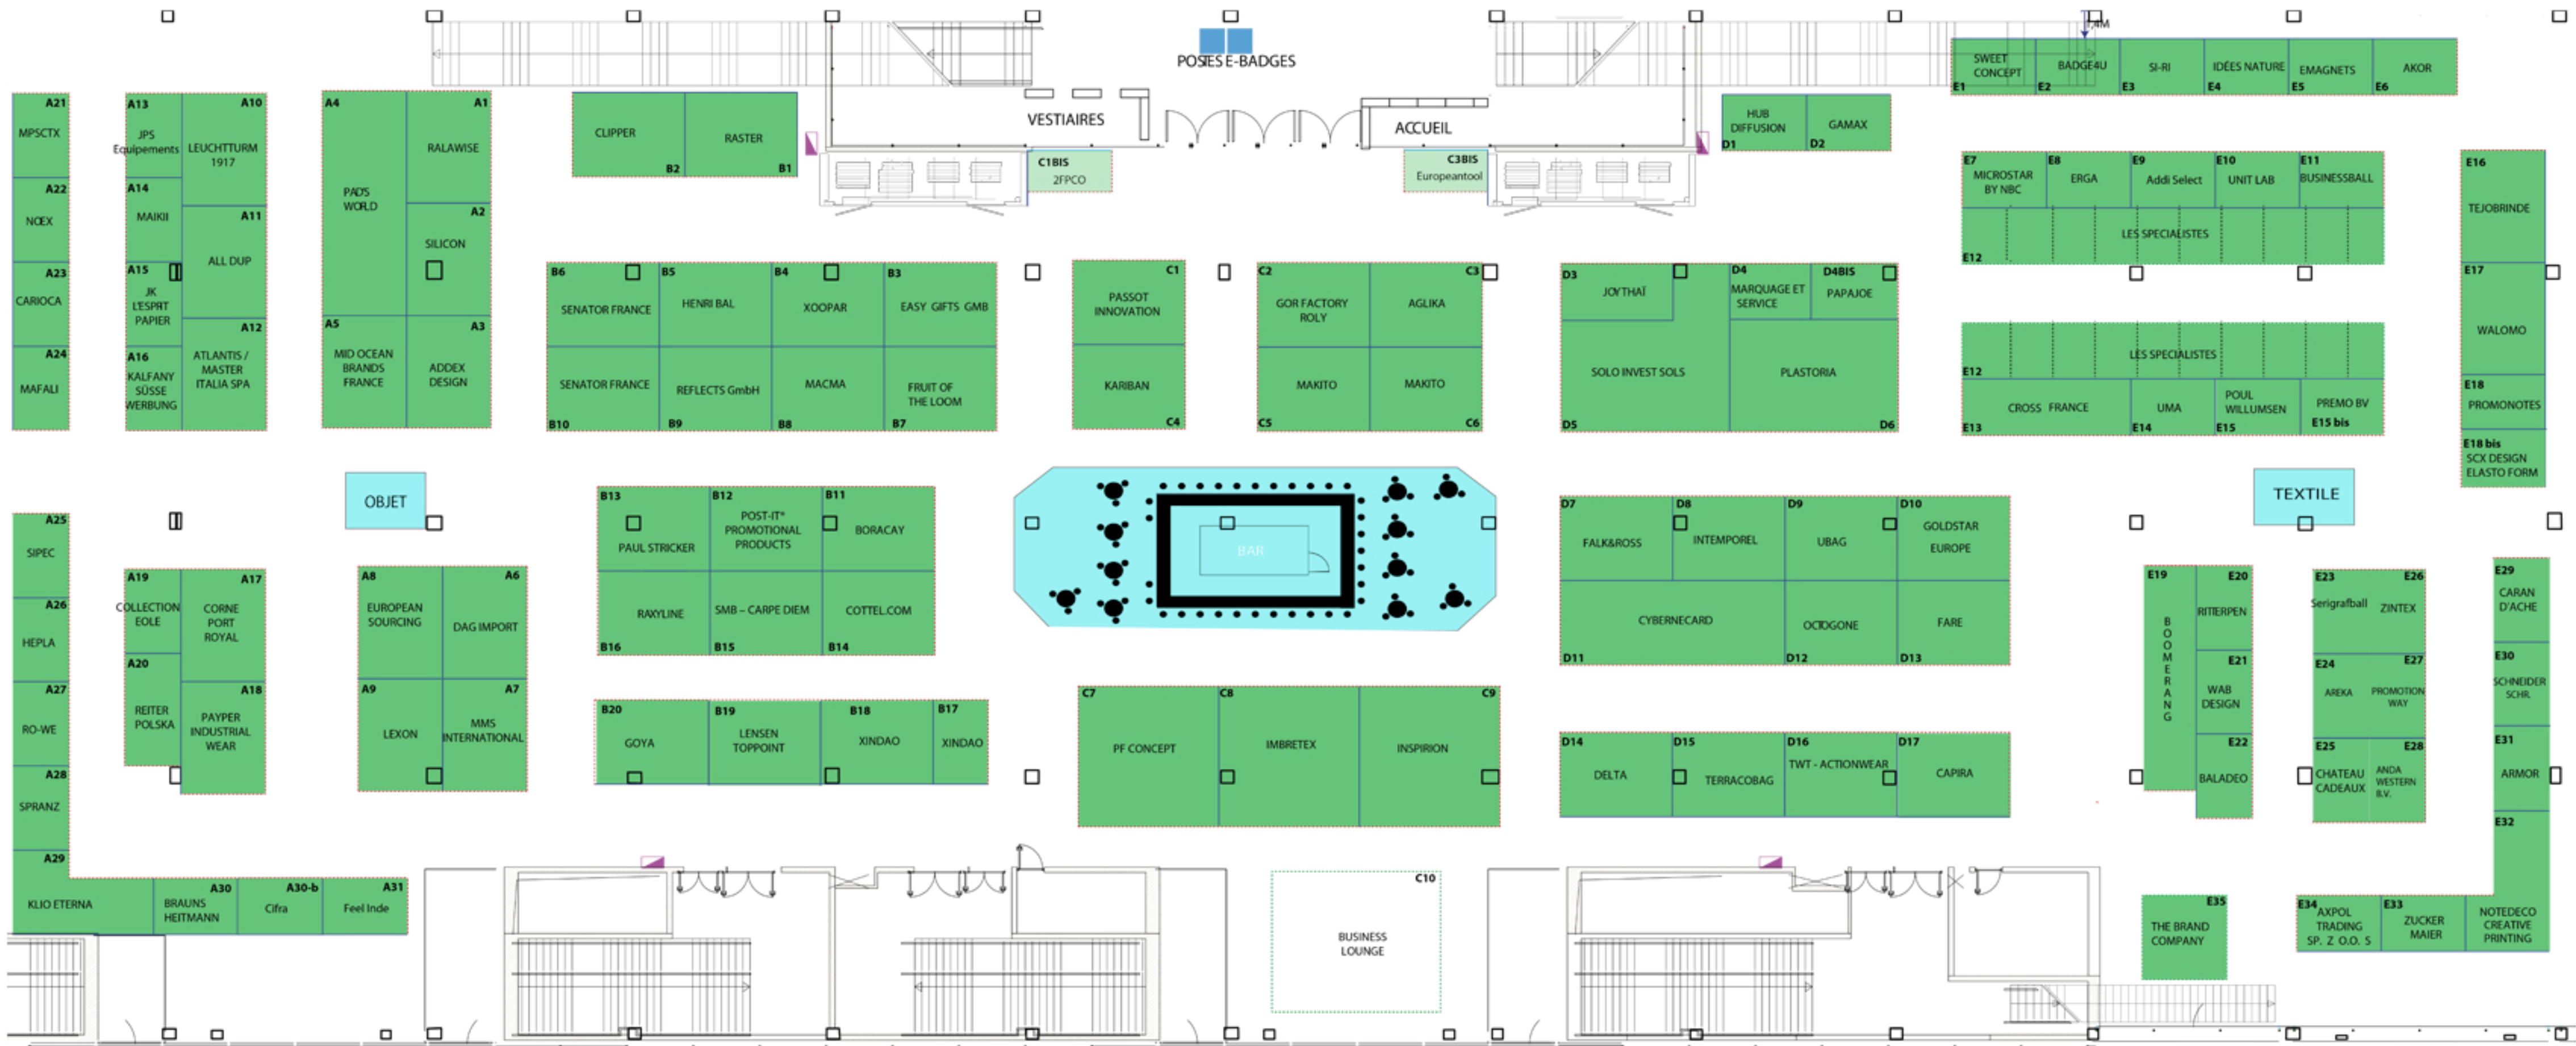 POSTES E-BADGES
VESTIAIRES
ACCUEIL
1,4M
A21
MPSCTX
A22
NOEX
A23
CARIOCA
A24
MAFALI
A13
JPS
Equipements
A14
MAIKII
A15
JK
L'ESPRIT
PAPIER
A16
KALFANY
SÜSSE
WERBUNG
A10
LEUCHTTURM
1917
A11
ALL DUP
A12
ATLANTIS /
MASTER
ITALIA SPA
A4
PAD'S
WORLD
A1
RALAWISE
A2
SILICON
A5
MID OCEAN
BRANDS
FRANCE
A3
ADDEX
DESIGN
CLIPPER
B2
RASTER
B1
C1BIS
2FPCO
C3BIS
Europeantool
HUB
DIFFUSION
D1
GAMAX
D2
SWEET
CONCEPT
E1
BADGE4U
E2
SI-RI
E3
IDÉES NATURE
E4
EMAGNETS
E5
AKOR
E6
B6
SENATOR FRANCE
B5
HENRI BAL
B4
XOOPAR
B3
EASY GIFTS GMB
SENATOR FRANCE
B10
REFLECTS GmbH
B9
MACMA
B8
FRUIT OF
THE LOOM
B7
C1
PASSOT
INNOVATION
KARIBAN
C4
C2
GOR FACTORY
ROLY
C3
AGLIKA
MAKITO
C5
MAKITO
C6
D3
JOYTHAÏ
D4
MARQUAGE ET
SERVICE
D4BIS
PAPAJOE
SOLO INVEST SOLS
D5
PLASTORIA
D6
E7
MICROSTAR
BY NBC
E8
ERGA
E9
Addi Select
E10
UNIT LAB
E11
BUSINESSBALL
LES SPECIALISTES
E12
LES SPECIALISTES
E12
CROSS FRANCE
E13
UMA
E14
POUL
WILLUMSEN
E15
PREMO BV
E15 bis
E16
TEJOBRINDE
E17
WALOMO
E18
PROMONOTES
E18 bis
SCX DESIGN
ELASTO FORM
OBJET
BAR
TEXTILE
A25
SIPEC
A26
HEPLA
A27
RO-WE
A28
SPRANZ
A29
KLIO ETERNA
A30
BRAUNS
HEITMANN
A30-b
Cifra
A31
Feel Inde
A19
COLLECTION
EOLE
A17
CORNE
PORT
ROYAL
A20
REITER
POLSKA
A18
PAYPER
INDUSTRIAL
WEAR
A8
EUROPEAN
SOURCING
A6
DAG IMPORT
A9
LEXON
A7
MMS
INTERNATIONAL
B13
PAUL STRICKER
B12
POST-IT®
PROMOTIONAL
PRODUCTS
B11
BORACAY
RAXYLINE
B16
SMB – CARPE DIEM
B15
COTTEL.COM
B14
B20
GOYA
B19
LENSEN
TOPPOINT
B18
XINDAO
B17
XINDAO
C7
PF CONCEPT
C8
IMBRETEX
C9
INSPIRION
C10
BUSINESS
LOUNGE
D7
FALK&ROSS
D8
INTEMPOREL
D9
UBAG
D10
GOLDSTAR
EUROPE
CYBERNECARD
D11
OCTOGONE
D12
FARE
D13
D14
DELTA
D15
TERRACOBAG
D16
TWT - ACTIONWEAR
D17
CAPIRA
E19
BOOMERANG
E20
RITTERPEN
E21
WAB
DESIGN
E22
BALADEO
E23
Serigrafball
E26
ZINTEX
E24
AREKA
E27
PROMOTION
WAY
E25
CHATEAU
CADEAUX
E28
ANDA
WESTERN
B.V.
E29
CARAN
D'ACHE
E30
SCHNEIDER
SCHR.
E31
ARMOR
E32
NOTEDECO
CREATIVE
PRINTING
E33
ZUCKER
MAIER
E34
AXPOL
TRADING
SP. Z O.O. S
E35
THE BRAND
COMPANY